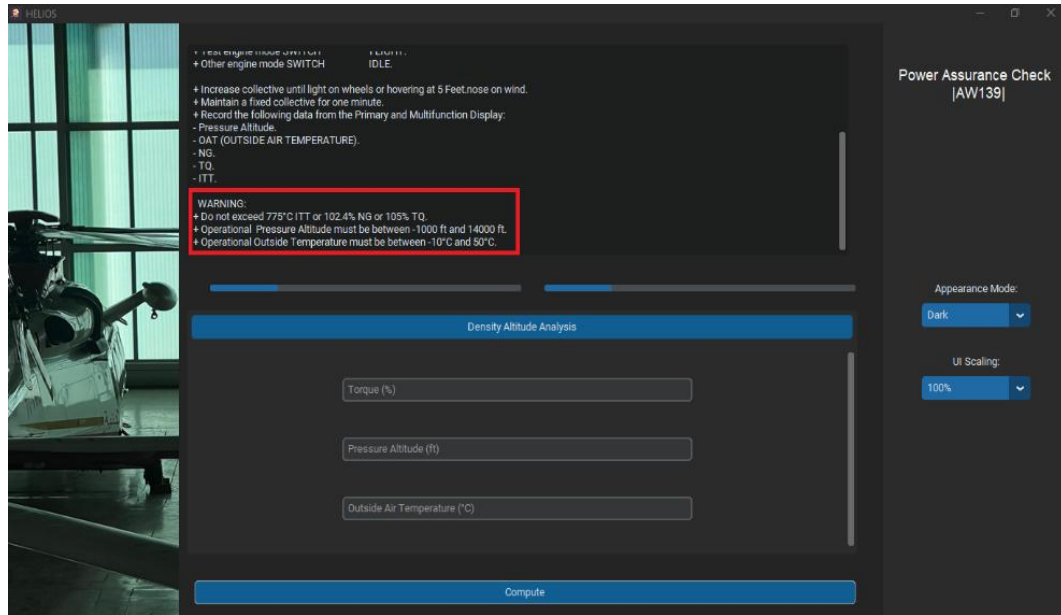 HELIOS
+ Test engine mode SWITCH FLIGHT.
+ Other engine mode SWITCH IDLE.
+ Increase collective until light on wheels or hovering at 5 Feet.nose on wind.
+ Maintain a fixed collective for one minute.
+ Record the following data from the Primary and Multifunction Display:
- Pressure Altitude.
- OAT (OUTSIDE AIR TEMPERATURE).
- NG.
- TQ.
- ITT.
WARNING:
+ Do not exceed 775°C ITT or 102.4% NG or 105% TQ.
+ Operational Pressure Altitude must be between -1000 ft and 14000 ft.
+ Operational Outside Temperature must be between -10°C and 50°C.
Density Altitude Analysis
Torque (%)
Pressure Altitude (ft)
Outside Air Temperature (°C)
Compute
Power Assurance Check
|AW139|
Appearance Mode:
Dark
UI Scaling:
100%